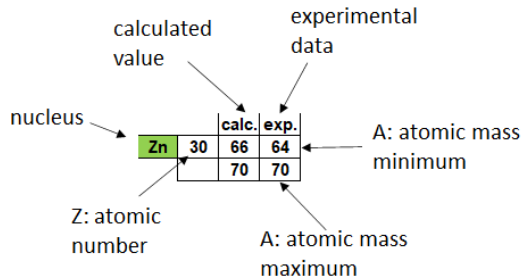 calculated
value
experimental
data
nucleus
calc. exp.
Zn 30 66 64
70 70
A: atomic mass
minimum
Z: atomic
number
A: atomic mass
maximum